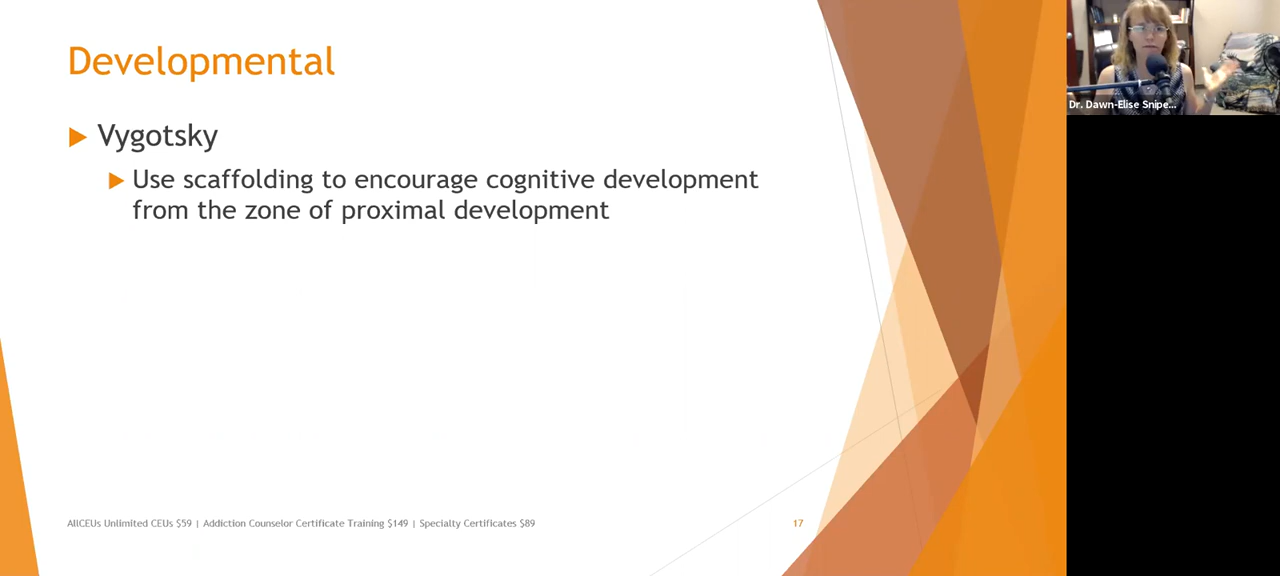 Developmental
Vygotsky
Use scaffolding to encourage cognitive development
from the zone of proximal development
AllCEUs Unlimited CEUs $59 | Addiction Counselor Certificate Training $149 | Specialty Certificates $89
17
Dr. Dawn-Elise Snipe...